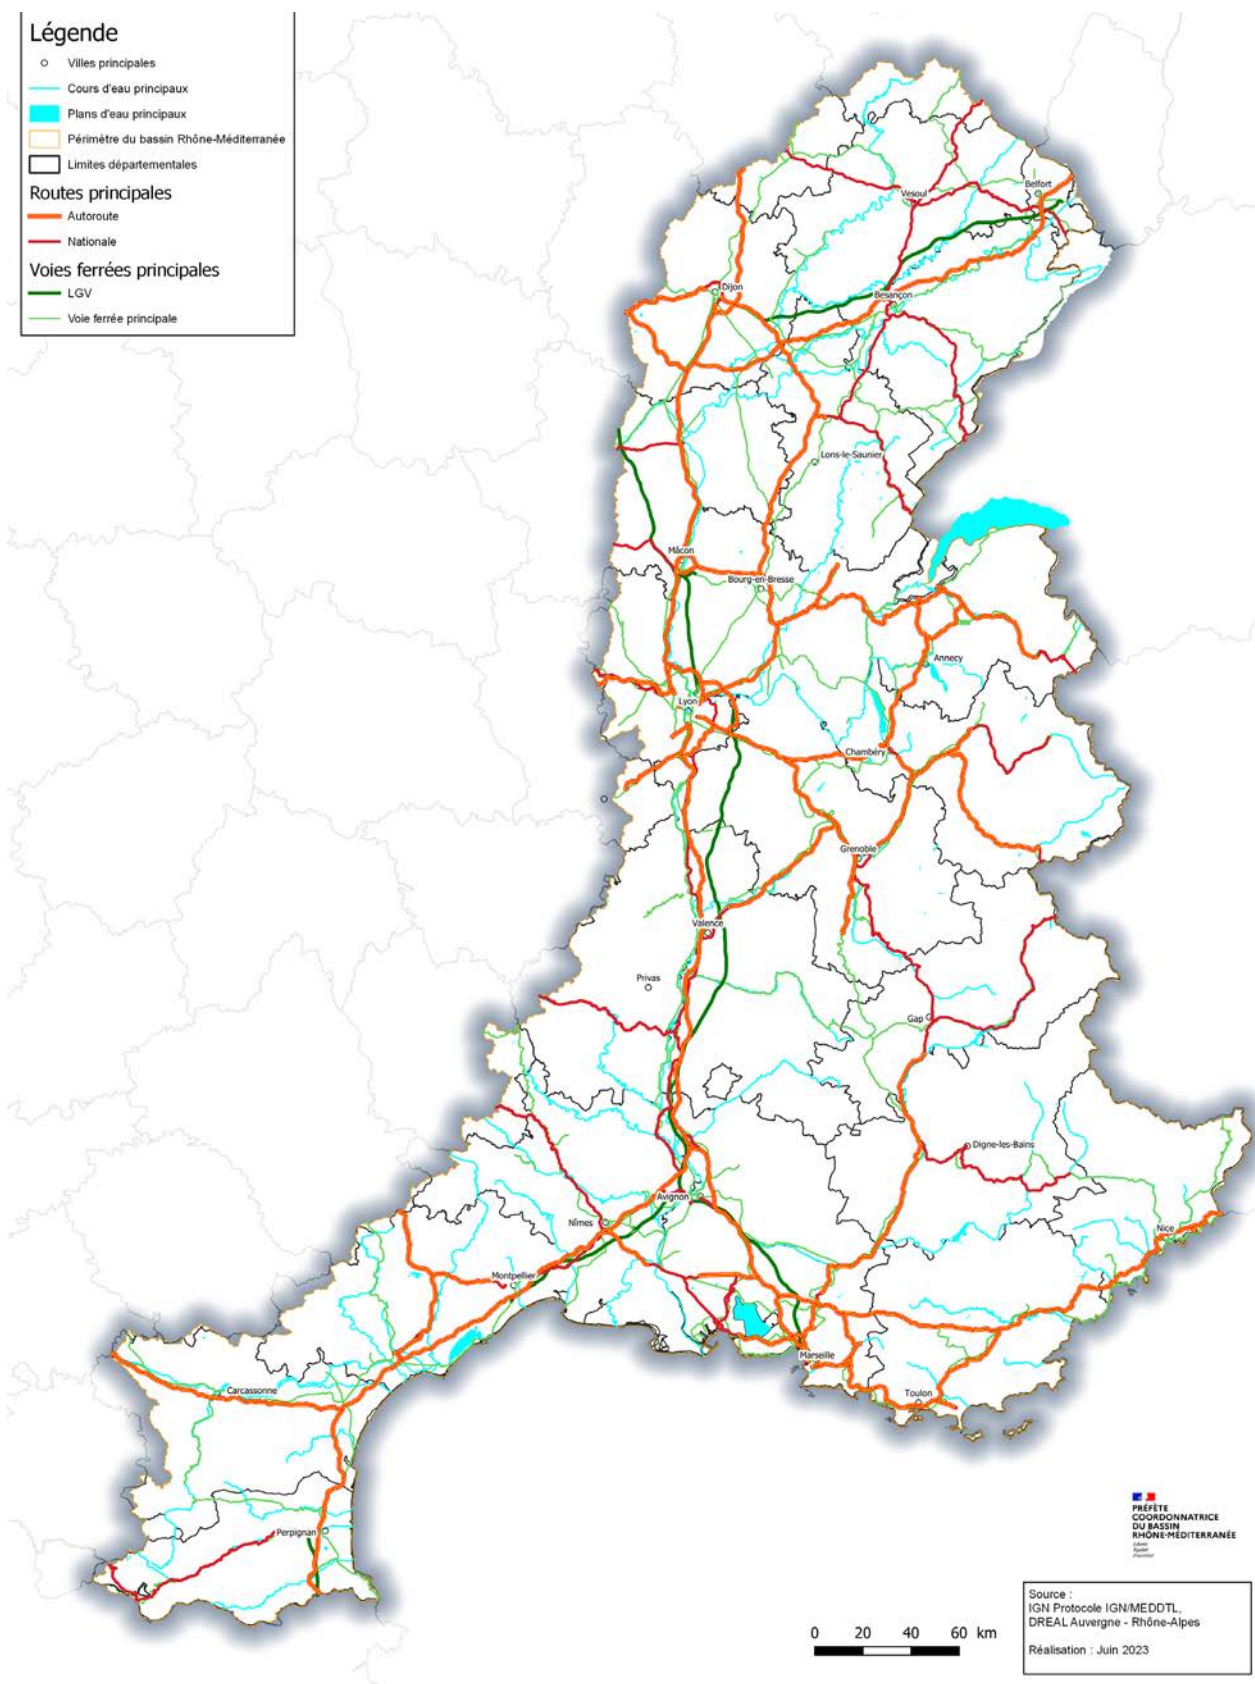 Légende
Villes principales
Cours d'eau principaux
Plans d'eau principaux
Périmètre du bassin Rhône-Méditerranée
Limites départementales
Routes principales
Autoroute
Nationale
Voies ferrées principales
LGV
Voie ferrée principale
Vesoul
Belfort
Dijon
Besançon
Lons-le-Saunier
Mâcon
Bourg-en-Bresse
Annecy
Lyon
Chambéry
Grenoble
Valence
Privas
Gap
Digne-les-Bains
Avignon
Nîmes
Nice
Montpellier
Marseille
Carcassonne
Toulon
Perpignan
PRÉFÈTE
COORDONNATRICE
DU BASSIN
RHÔNE-MÉDITERRANÉE
Liberté
Égalité
Fraternité
0 20 40 60 km
Source :
IGN Protocole IGN/MEDDTL,
DREAL Auvergne - Rhône-Alpes
Réalisation : Juin 2023